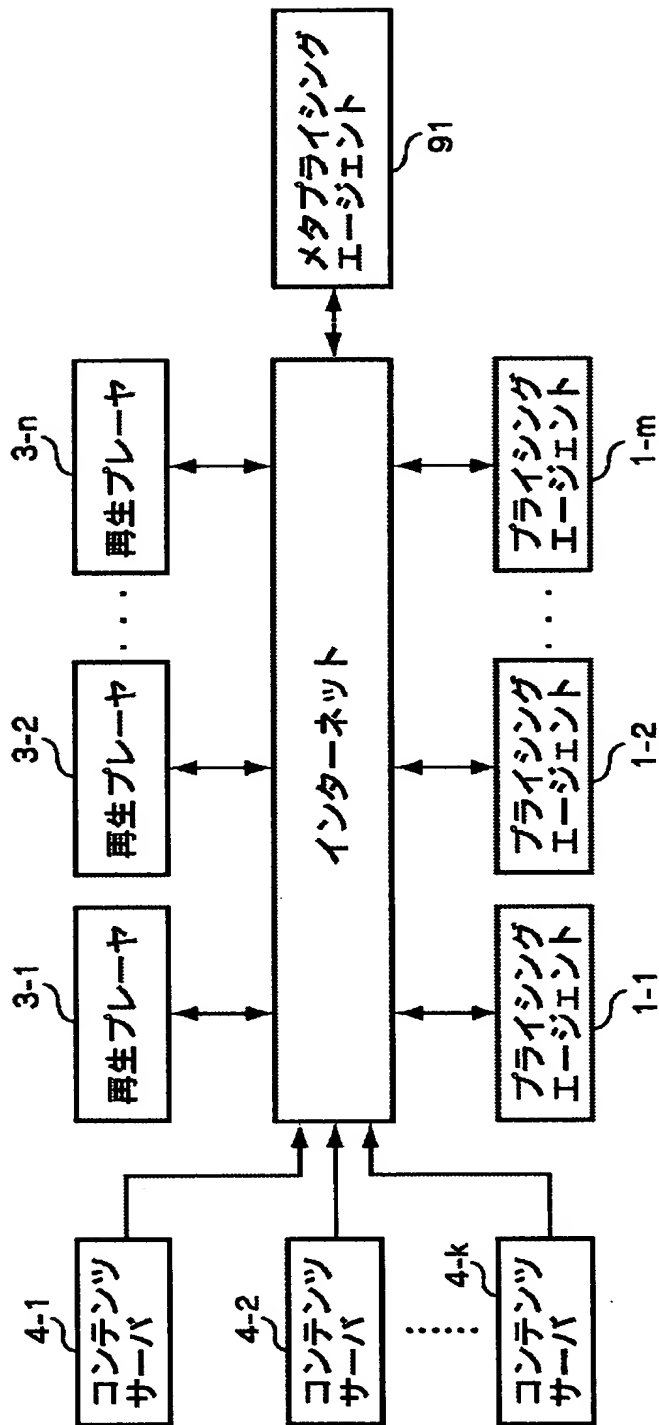 4-1
コンテンツ
サーバ
4-2
コンテンツ
サーバ
......
4-k
コンテンツ
サーバ
3-1
再生プレーヤ
3-2
再生プレーヤ
...
3-n
再生プレーヤ
インターネット
プライシング
エージェント
1-1
プライシング
エージェント
1-2
...
プライシング
エージェント
1-m
メタプライシング
エージェント
91